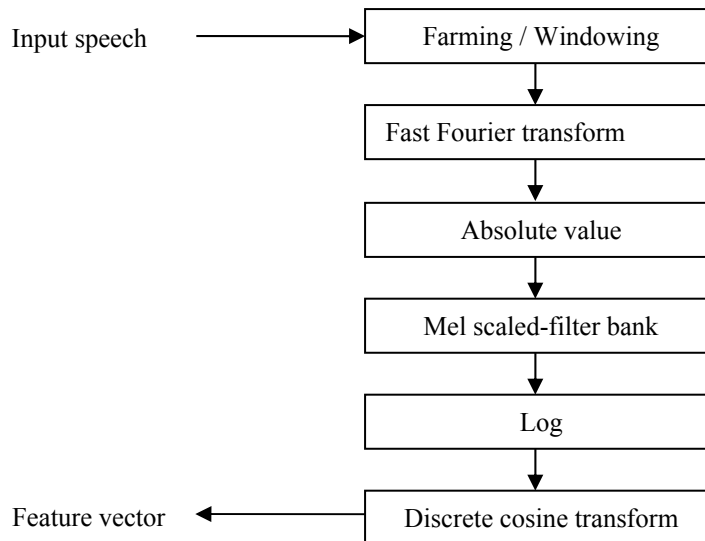 Input speech
Farming / Windowing
Fast Fourier transform
Absolute value
Mel scaled-filter bank
Log
Discrete cosine transform
Feature vector